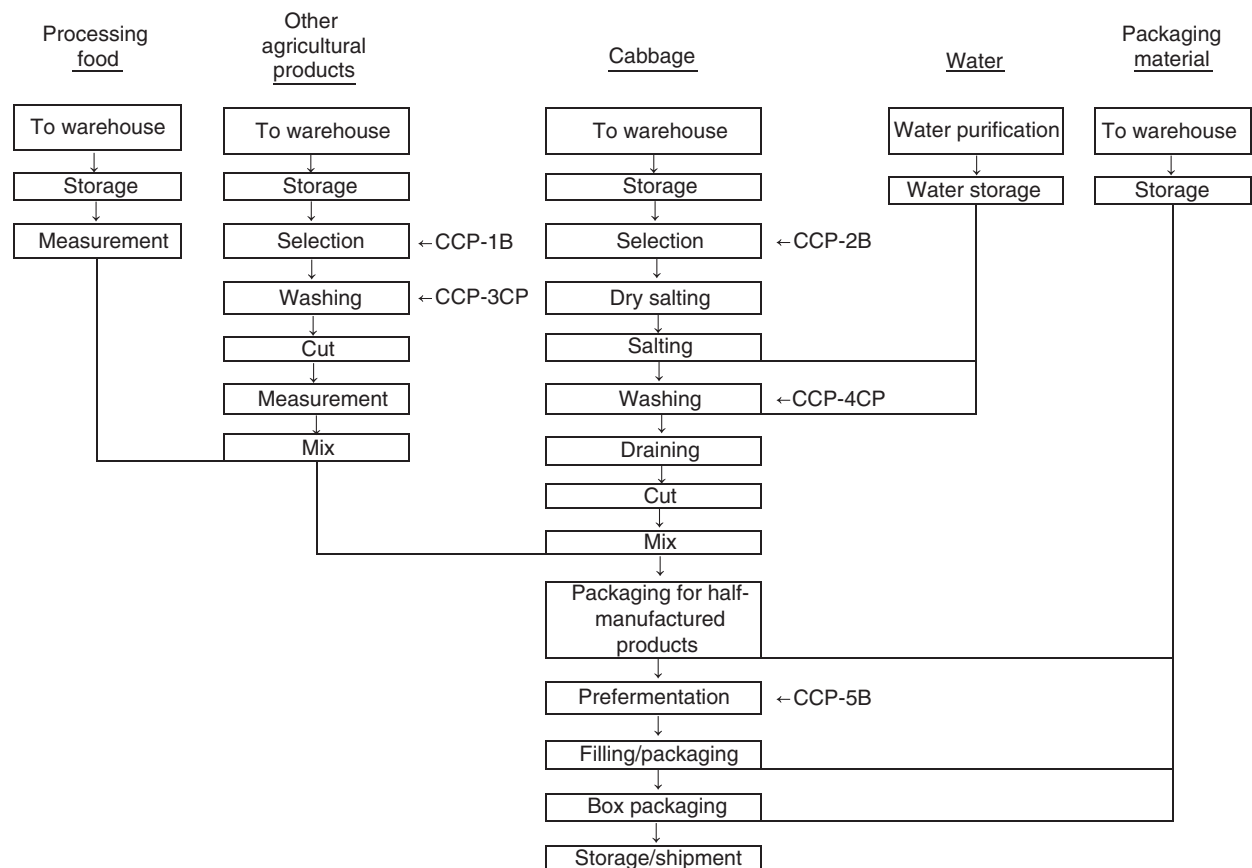 Processing
food
Other
agricultural
products
Cabbage
Water
Packaging
material
To warehouse
To warehouse
To warehouse
Water purification
To warehouse
Storage
Storage
Storage
Water storage
Storage
Measurement
Selection
←CCP-1B
Selection
←CCP-2B
Washing
←CCP-3CP
Dry salting
Cut
Salting
Measurement
Washing
←CCP-4CP
Mix
Draining
Cut
Mix
Packaging for half-
manufactured
products
Prefermentation
←CCP-5B
Filling/packaging
Box packaging
Storage/shipment